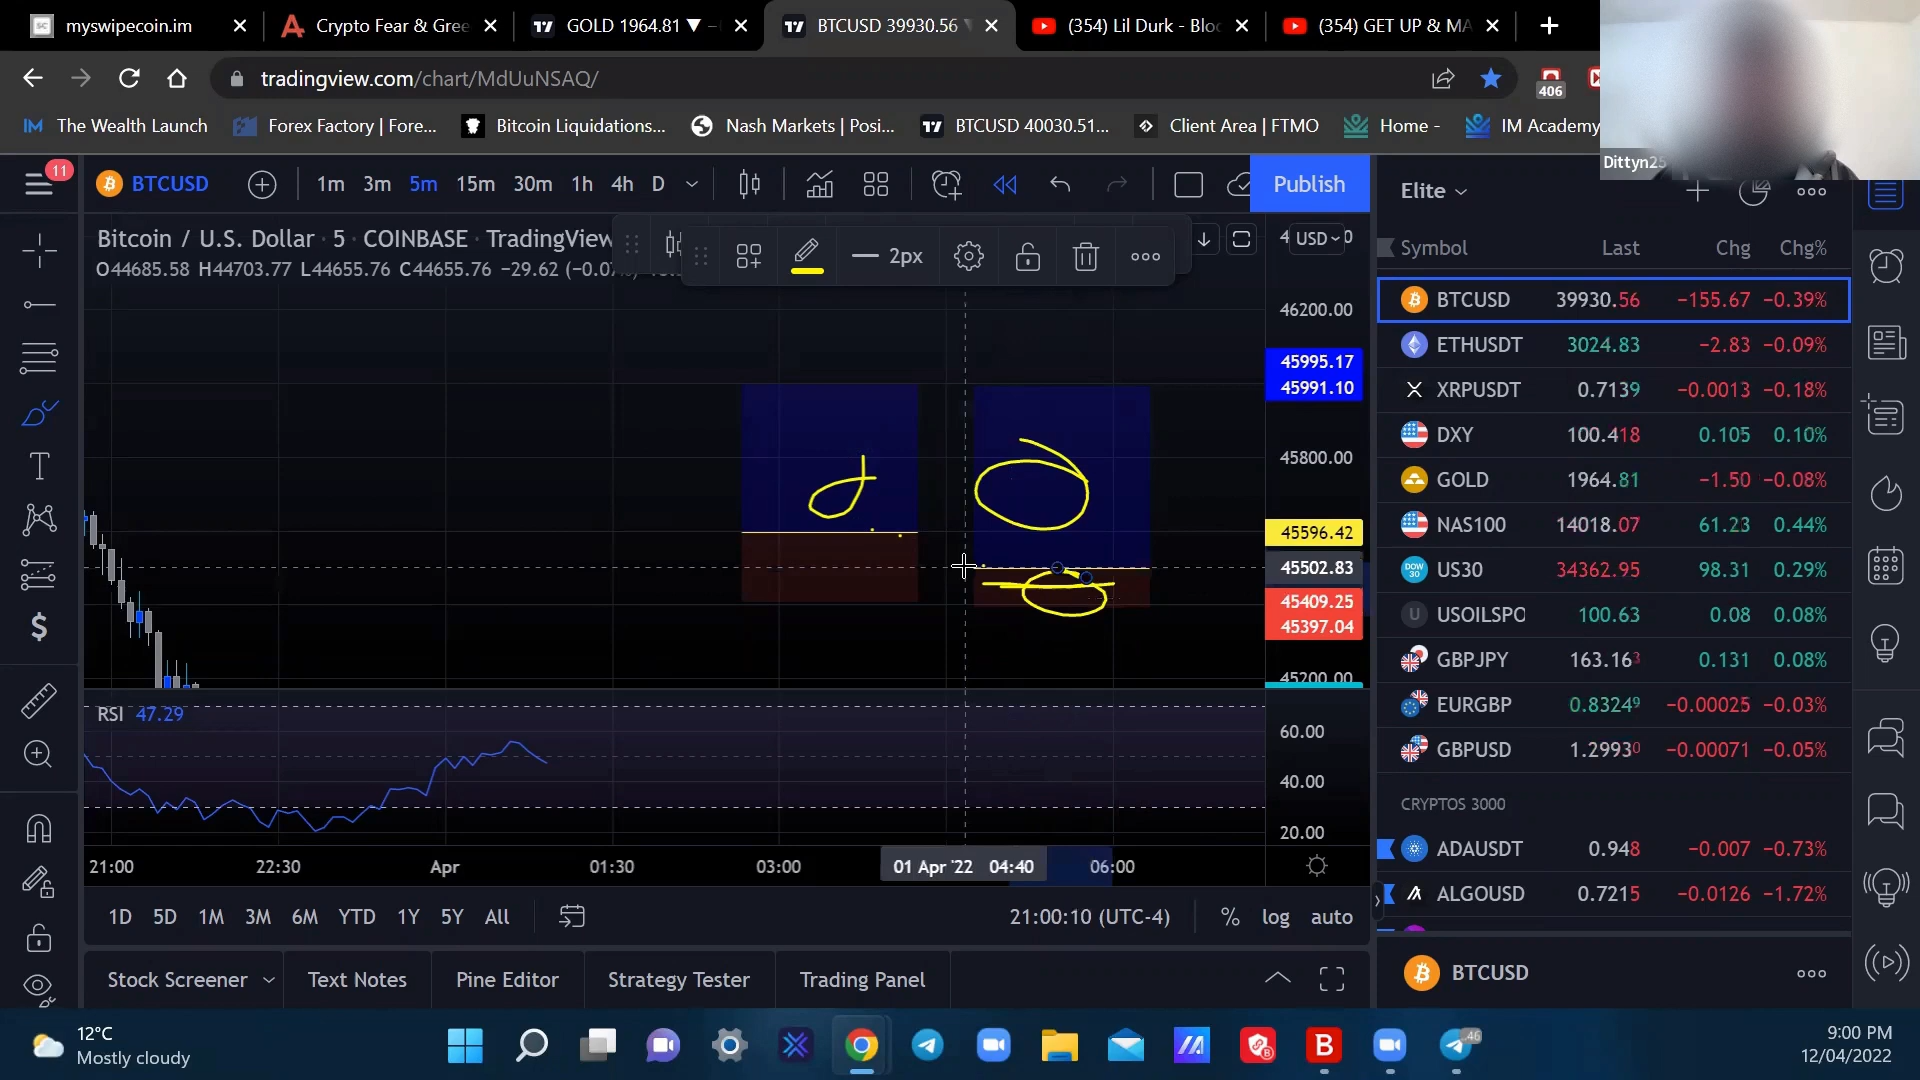 myswipecoin.im
Crypto Fear & Gree
GOLD 1964.81 ▼
BTCUSD 39930.56
(354) Lil Durk - Bloc
(354) GET UP & MA
tradingview.com/chart/MdUuNSAQ/
406
The Wealth Launch
Forex Factory | Fore...
Bitcoin Liquidations...
Nash Markets | Posi...
BTCUSD 40030.51...
Client Area | FTMO
Home -
IM Academy
Dittyn25
11
BTCUSD
1m 3m 5m 15m 30m 1h 4h D
Publish
Elite
Bitcoin / U.S. Dollar · 5 · COINBASE · TradingView
O44685.58 H44703.77 L44655.76 C44655.76 −29.62
2px
USD
Symbol Last Chg Chg%
BTCUSD 39930.56 −155.67 −0.39%
ETHUSDT 3024.83 −2.83 −0.09%
XRPUSDT 0.7139 −0.0013 −0.18%
DXY 100.418 0.105 0.10%
GOLD 1964.81 −1.50 −0.08%
NAS100 14018.07 61.23 0.44%
US30 34362.95 98.31 0.29%
USOILSPO 100.63 0.08 0.08%
GBPJPY 163.163 0.131 0.08%
EURGBP 0.83249 −0.00025 −0.03%
GBPUSD 1.29930 −0.00071 −0.05%
CRYPTOS 3000
ADAUSDT 0.948 −0.007 −0.73%
ALGOUSD 0.7215 −0.0126 −1.72%
46200.00
45995.17
45991.10
45800.00
45596.42
45502.83
45409.25
45397.04
45200.00
RSI 47.29
60.00
40.00
20.00
21:00 22:30 Apr 01:30 03:00 01 Apr '22 04:40 06:00
1D 5D 1M 3M 6M YTD 1Y 5Y All
21:00:10 (UTC-4)
% log auto
Stock Screener
Text Notes
Pine Editor
Strategy Tester
Trading Panel
BTCUSD
12°C
Mostly cloudy
46
9:00 PM
12/04/2022